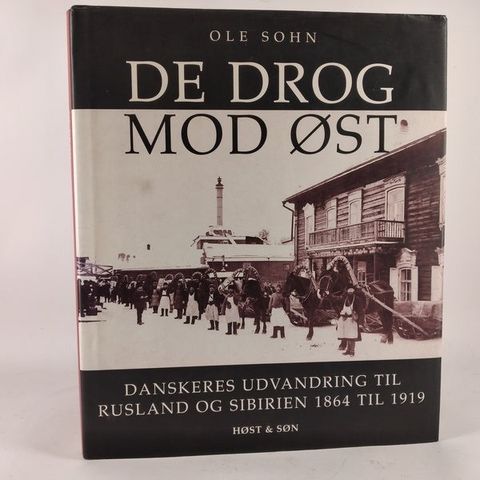 OLE SOHN
DE DROG
MOD ØST
DANSKERES UDVANDRING TIL
RUSLAND OG SIBIRIEN 1864 TIL 1919
HØST & SØN